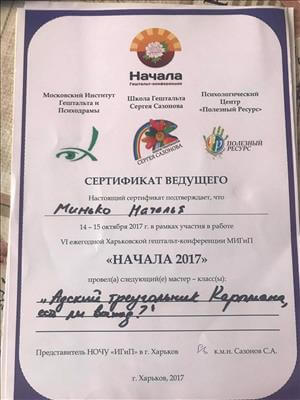 Начала
Гештальт-конференция
Московский Институт Гештальта и Психодрамы
Школа Гештальта Сергея Сазонова
Психологический Центр «Полезный Ресурс»
СЕРГЕЯ САЗОНОВА
ПОЛЕЗНЫЙ РЕСУРС
СЕРТИФИКАТ ВЕДУЩЕГО
Настоящий сертификат подтверждает, что
Минько Наталья
14 – 15 октября 2017 г. в рамках участия в работе
VI ежегодной Харьковской гештальт-конференции МИГиП
«НАЧАЛА 2017»
провел(а) следующий(е) мастер – класс(ы):
„Адский треугольник Карпмана,
есть ли выход?"
Представитель НОЧУ «ИГиП» в г. Харьков к.м.н. Сазонов С.А.
г. Харьков, 2017